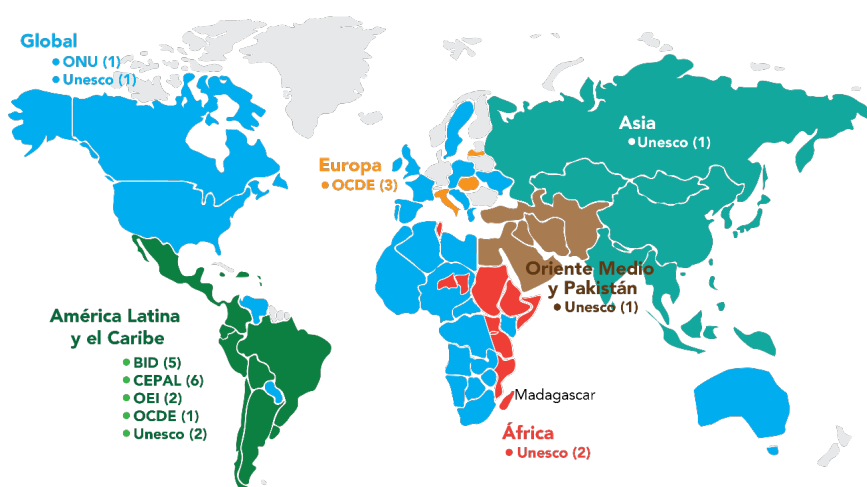 Global
• ONU (1)
• Unesco (1)
Asia
• Unesco (1)
Europa
• OCDE (3)
Oriente Medio
y Pakistán
• Unesco (1)
América Latina
y el Caribe
• BID (5)
• CEPAL (6)
• OEI (2)
• OCDE (1)
• Unesco (2)
Madagascar
África
• Unesco (2)